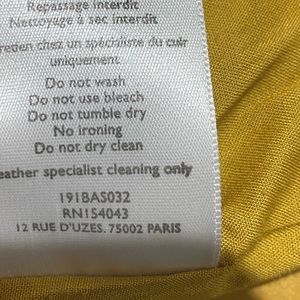 Repassage interdit
Nettoyage à sec interdit
retien chez un spécialiste du cuir
uniquement
Do not wash
Do not use bleach
Do not tumble dry
No ironing
Do not dry clean
eather specialist cleaning only
191BAS032
RN154043
12 RUE D'UZES. 75002 PARIS